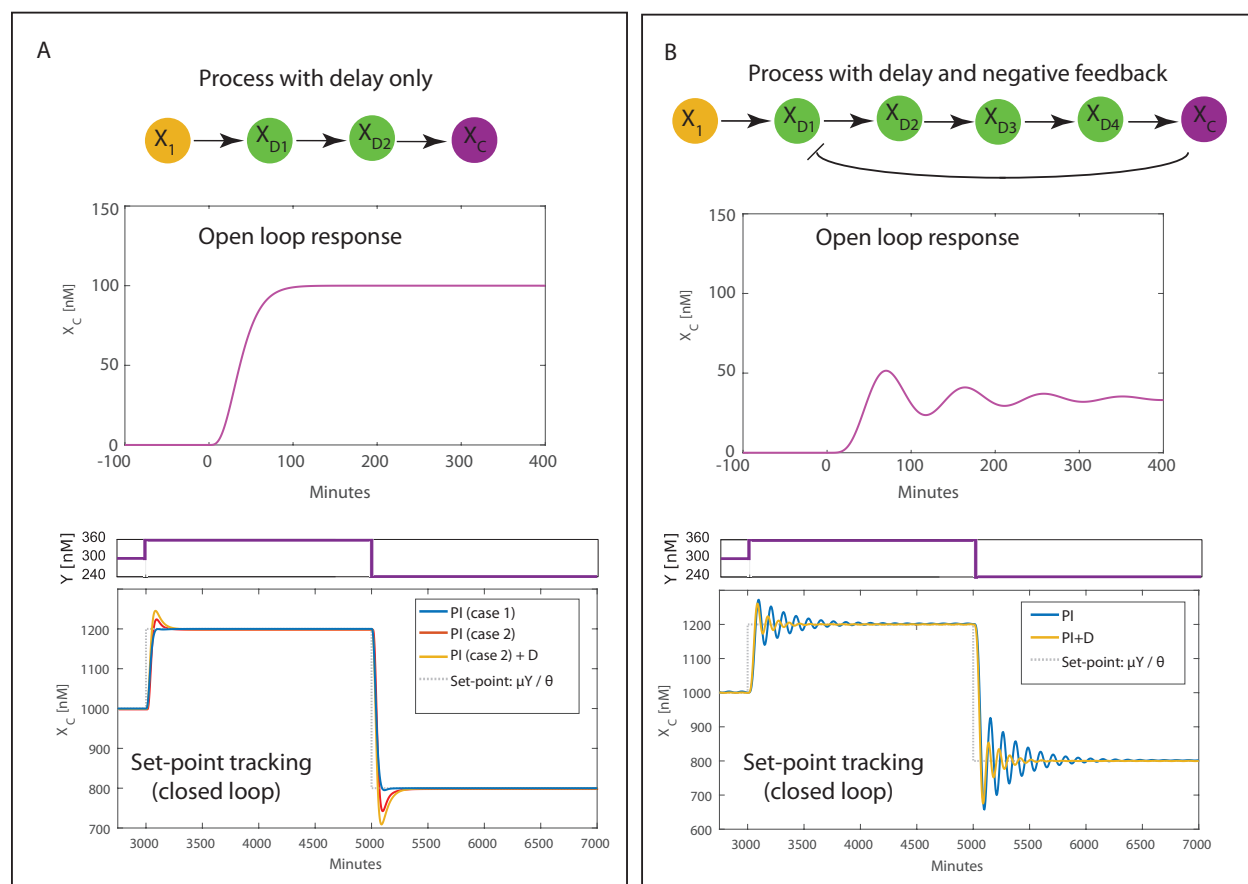 A
Process with delay only
X1 XD1 XD2 XC
150
100
50
0
XC [nM]
Open loop response
-100 0 100 200 300 400
Minutes
360
300
240
Y [nM]
1200
1000
800
700
XC [nM]
PI (case 1)
PI (case 2)
PI (case 2) + D
Set-point: µY / θ
Set-point tracking
(closed loop)
3000 3500 4000 4500 5000 5500 6000 6500 7000
Minutes
B
Process with delay and negative feedback
X1 XD1 XD2 XD3 XD4 XC
150
100
50
0
XC [nM]
Open loop response
-100 0 100 200 300 400
Minutes
360
300
240
Y [nM]
1200
1000
800
600
XC [nM]
PI
PI+D
Set-point: µY / θ
Set-point tracking
(closed loop)
3000 3500 4000 4500 5000 5500 6000 6500 7000
Minutes